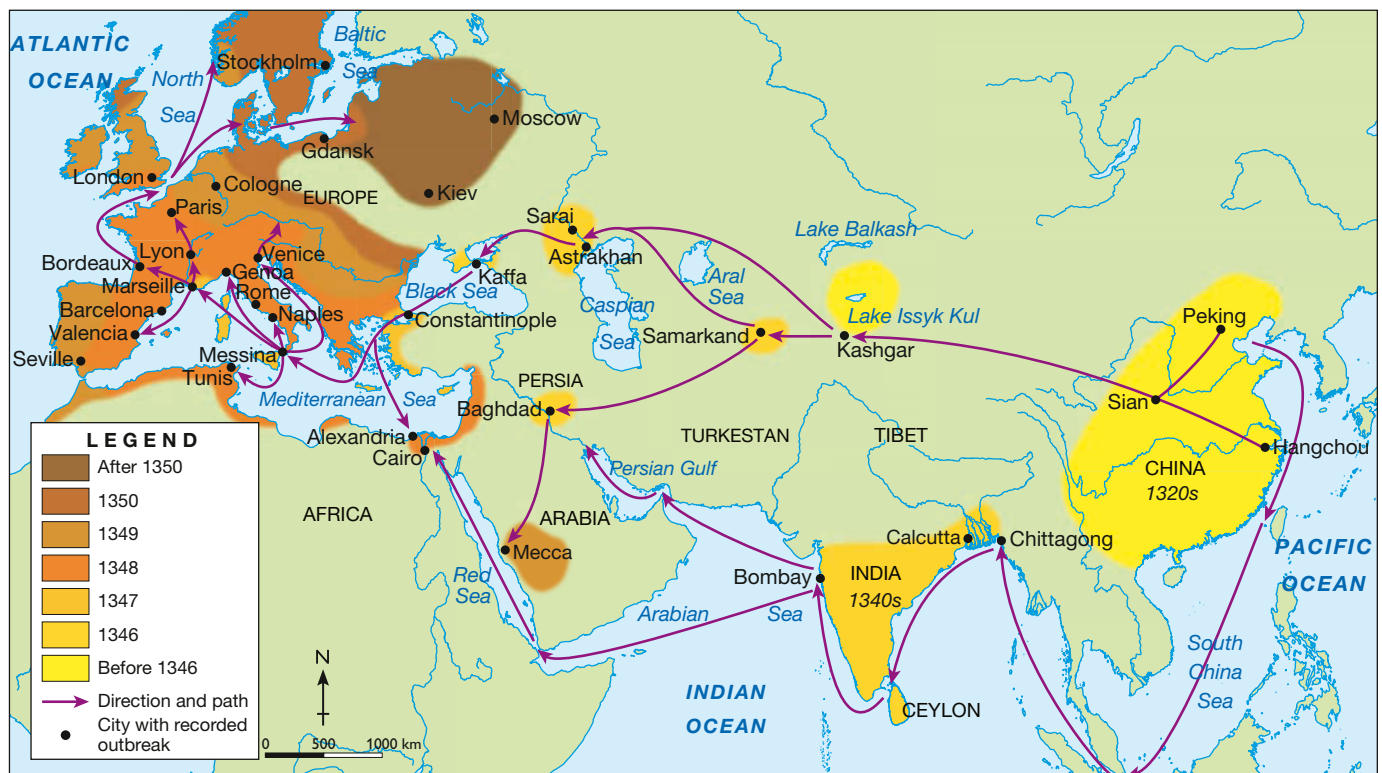 ATLANTIC
OCEAN
North
Sea
Baltic
Sea
Stockholm
Moscow
Gdansk
London
Cologne
EUROPE
Kiev
Paris
Sarai
Lake Balkash
Lyon
Venice
Astrakhan
Bordeaux
Genoa
Kaffa
Aral
Sea
Marseille
Rome
Black Sea
Caspian
Sea
Lake Issyk Kul
Peking
Barcelona
Naples
Constantinople
Samarkand
Kashgar
Valencia
Seville
Messina
Tunis
PERSIA
Sian
Mediterranean Sea
Baghdad
Alexandria
TURKESTAN
TIBET
Hangchou
Cairo
Persian Gulf
CHINA
1320s
AFRICA
ARABIA
Calcutta
Chittagong
Mecca
PACIFIC
OCEAN
Red
Sea
Bombay
INDIA
1340s
Arabian Sea
South
China
Sea
INDIAN
OCEAN
CEYLON
LEGEND
After 1350
1350
1349
1348
1347
1346
Before 1346
Direction and path
City with recorded
outbreak
N
0 500 1000 km